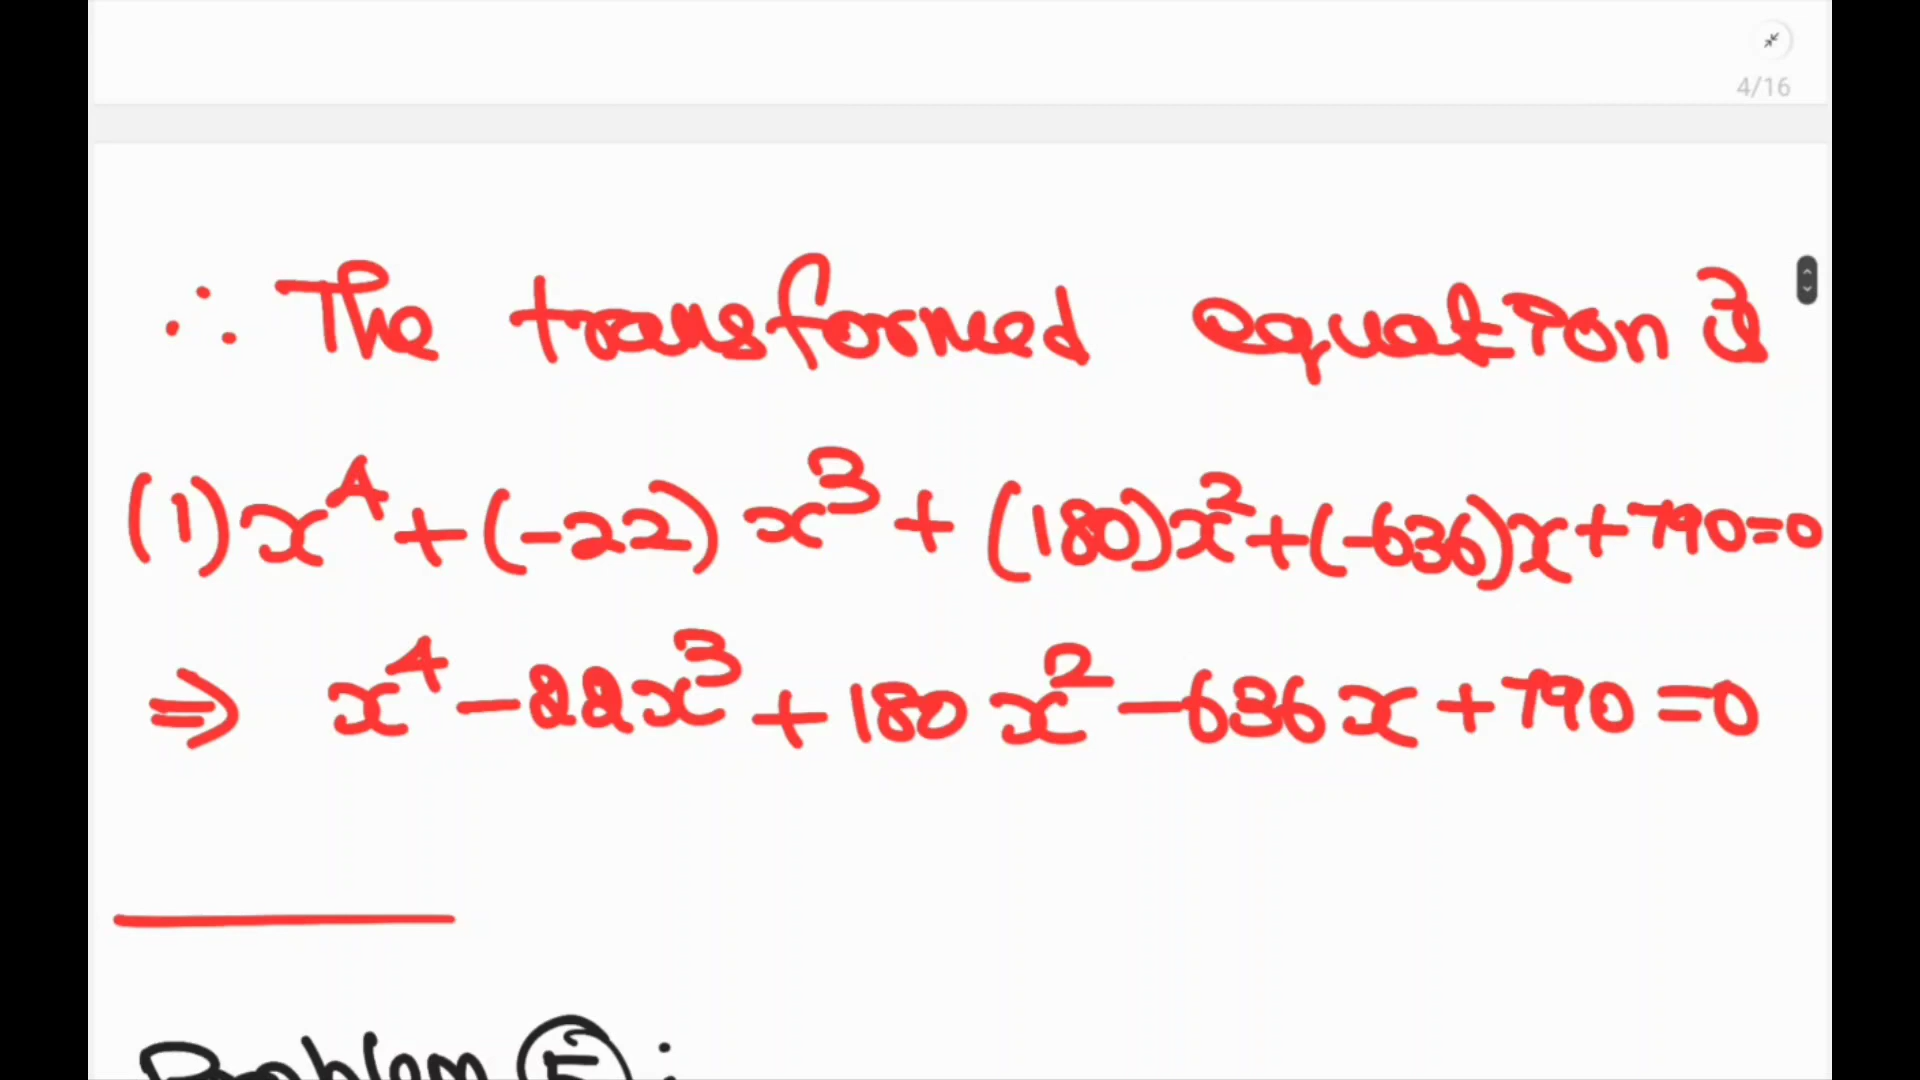 4/16
∴ The transformed equation is
(1)x⁴+(-22)x³+(180)x²+(-636)x+790=0
⇒ x⁴-22x³+180x²-636x+790=0
Problem ⑤: